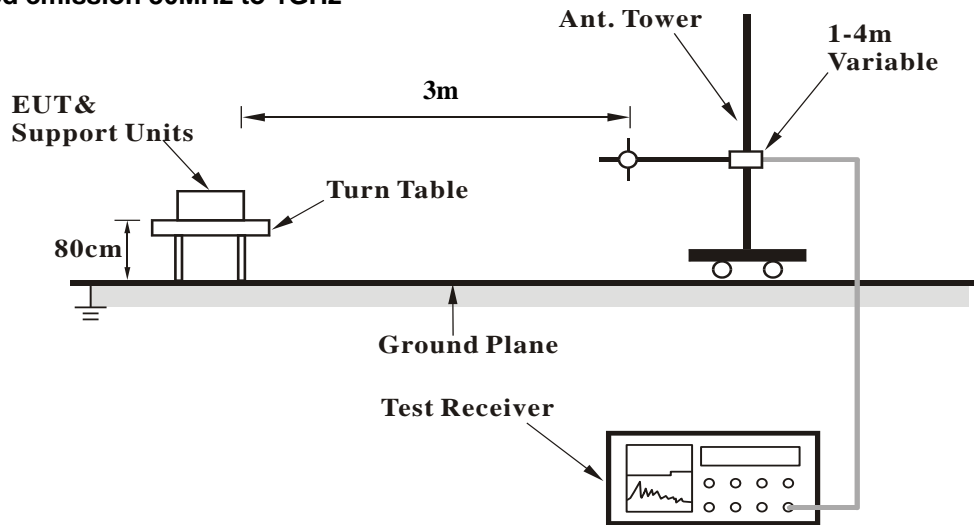 Ant. Tower
1-4m
Variable
3m
EUT&
Support Units
Turn Table
80cm
Ground Plane
Test Receiver